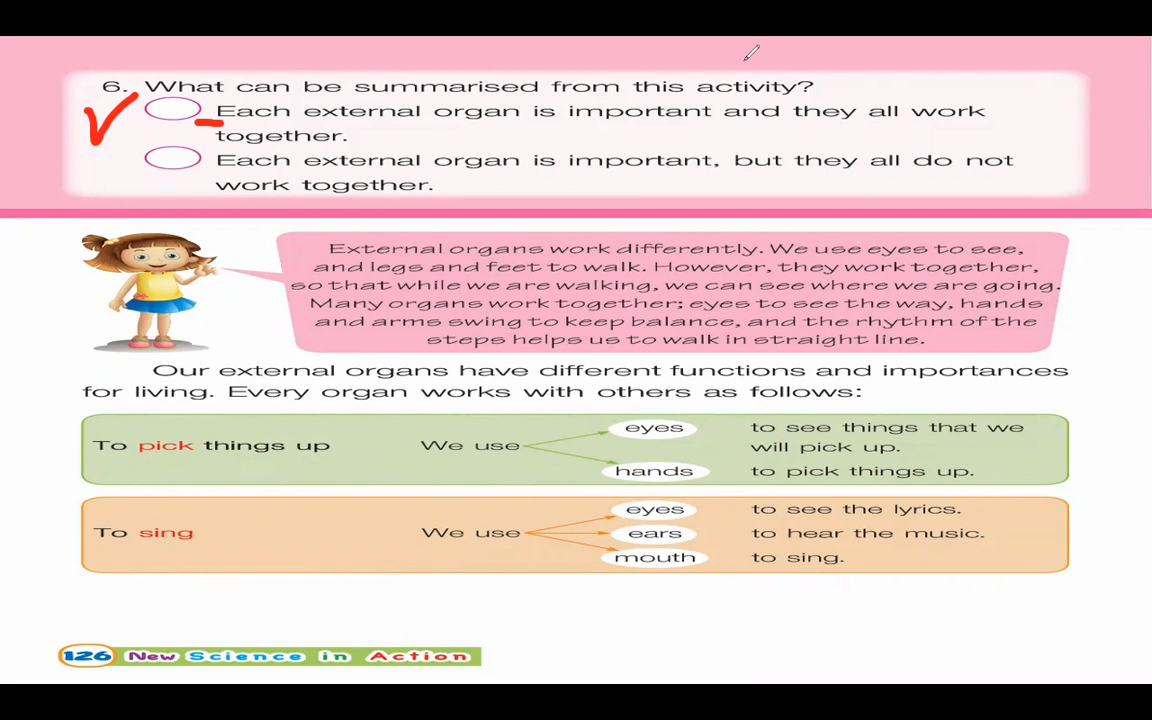 6. What can be summarised from this activity?
Each external organ is important and they all work
together.
Each external organ is important, but they all do not
work together.
External organs work differently. We use eyes to see,
and legs and feet to walk. However, they work together,
so that while we are walking, we can see where we are going.
Many organs work together; eyes to see the way, hands
and arms swing to keep balance, and the rhythm of the
steps helps us to walk in straight line.
Our external organs have different functions and importances
for living. Every organ works with others as follows:
To pick things up We use eyes to see things that we
will pick up.
hands to pick things up.
To sing We use eyes to see the lyrics.
ears to hear the music.
mouth to sing.
126 New Science in Action